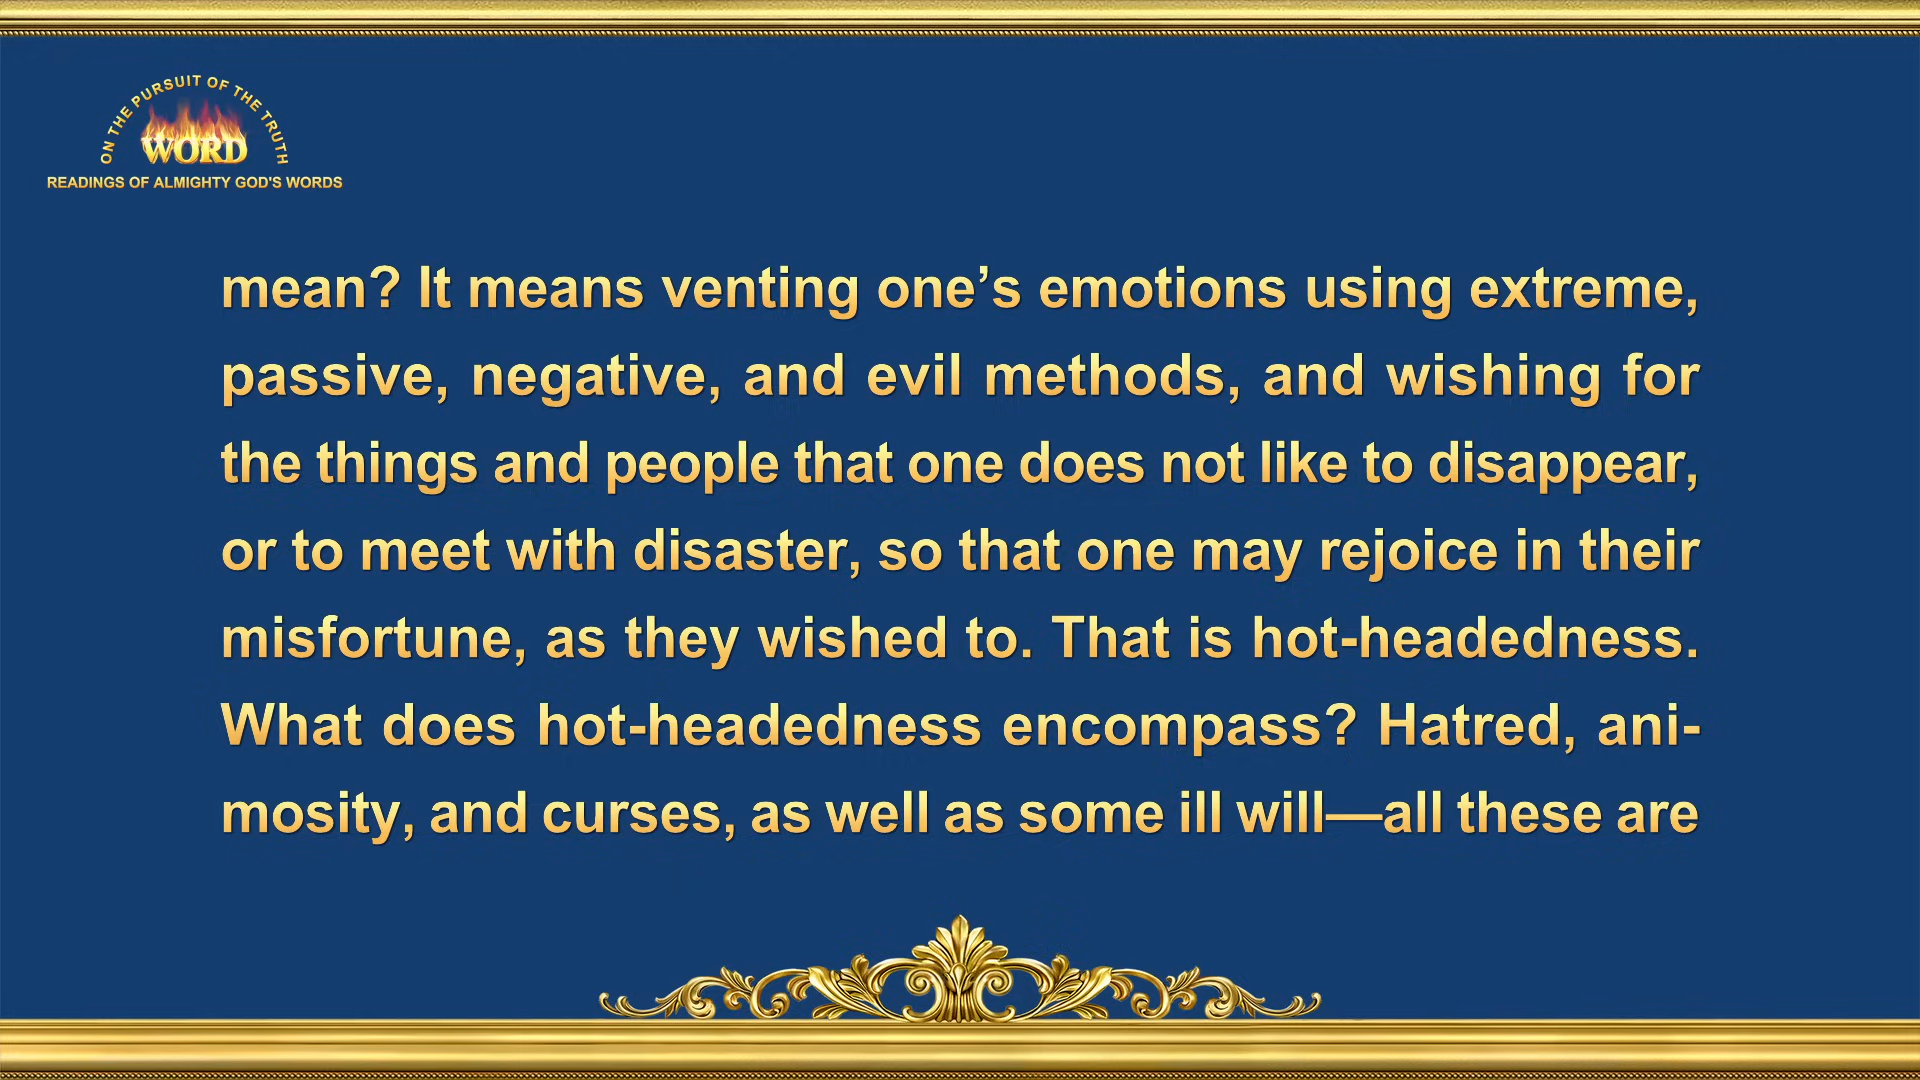 ON THE PURSUIT OF THE TRUTH
WORD
READINGS OF ALMIGHTY GOD'S WORDS
mean? It means venting one’s emotions using extreme,
passive, negative, and evil methods, and wishing for
the things and people that one does not like to disappear,
or to meet with disaster, so that one may rejoice in their
misfortune, as they wished to. That is hot-headedness.
What does hot-headedness encompass? Hatred, ani-
mosity, and curses, as well as some ill will—all these are